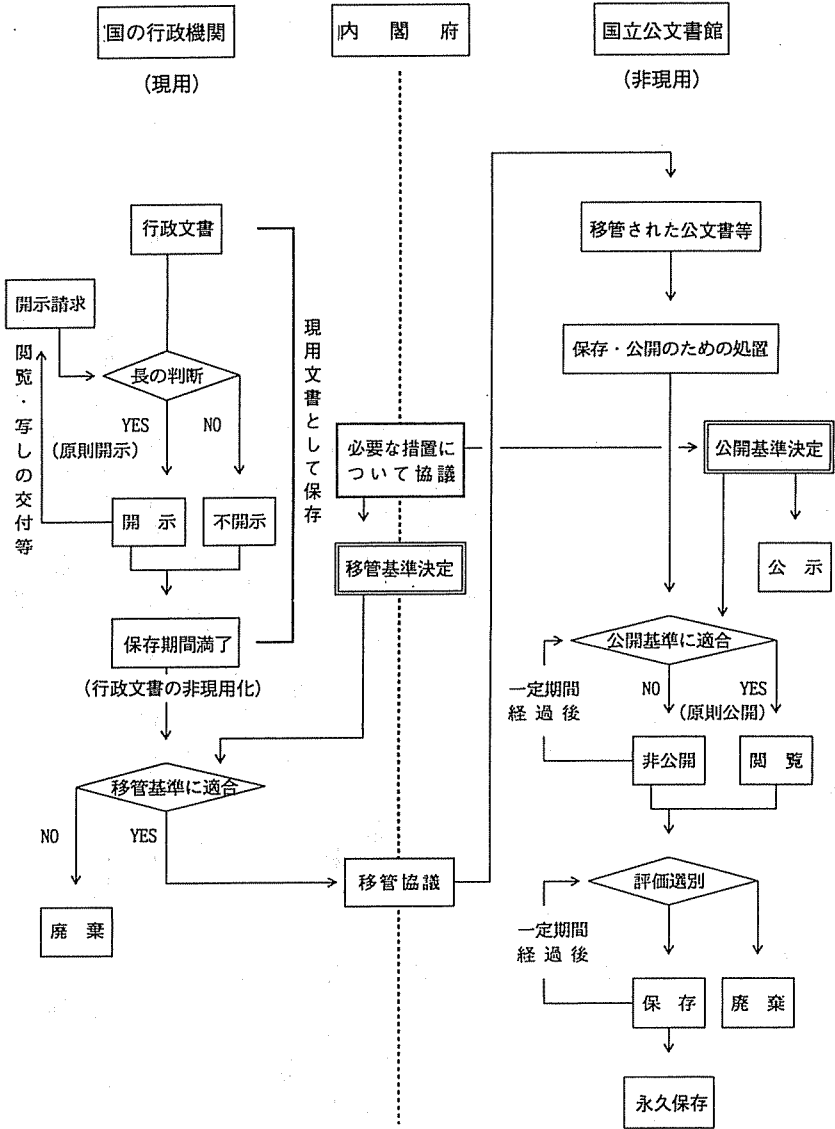 国の行政機関
(現用)
内　閣　府
国立公文書館
(非現用)
行政文書
開示請求
長の判断
YES
(原則開示)
NO
閲覧・写しの交付等
開　示
不開示
現用文書として保存
保存期間満了
(行政文書の非現用化)
移管基準に適合
NO
YES
廃　棄
必要な措置に
ついて協議
移管基準決定
移管協議
移管された公文書等
保存・公開のための処置
公開基準決定
公　示
公開基準に適合
一定期間
経 過 後
NO
YES
(原則公開)
非公開
閲　覧
評価選別
一定期間
経 過 後
保　存
廃　棄
永久保存